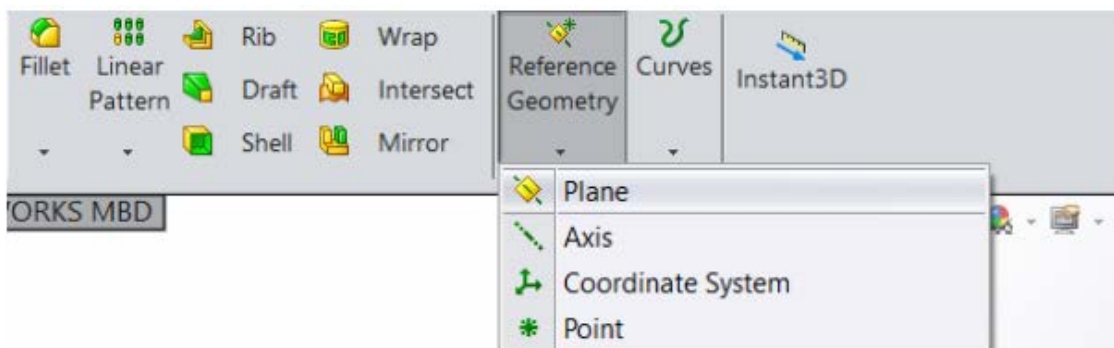 Fillet
Linear
Pattern
Rib
Draft
Shell
Wrap
Intersect
Mirror
Reference
Geometry
Curves
Instant3D
ORKS MBD
Plane
Axis
Coordinate System
Point